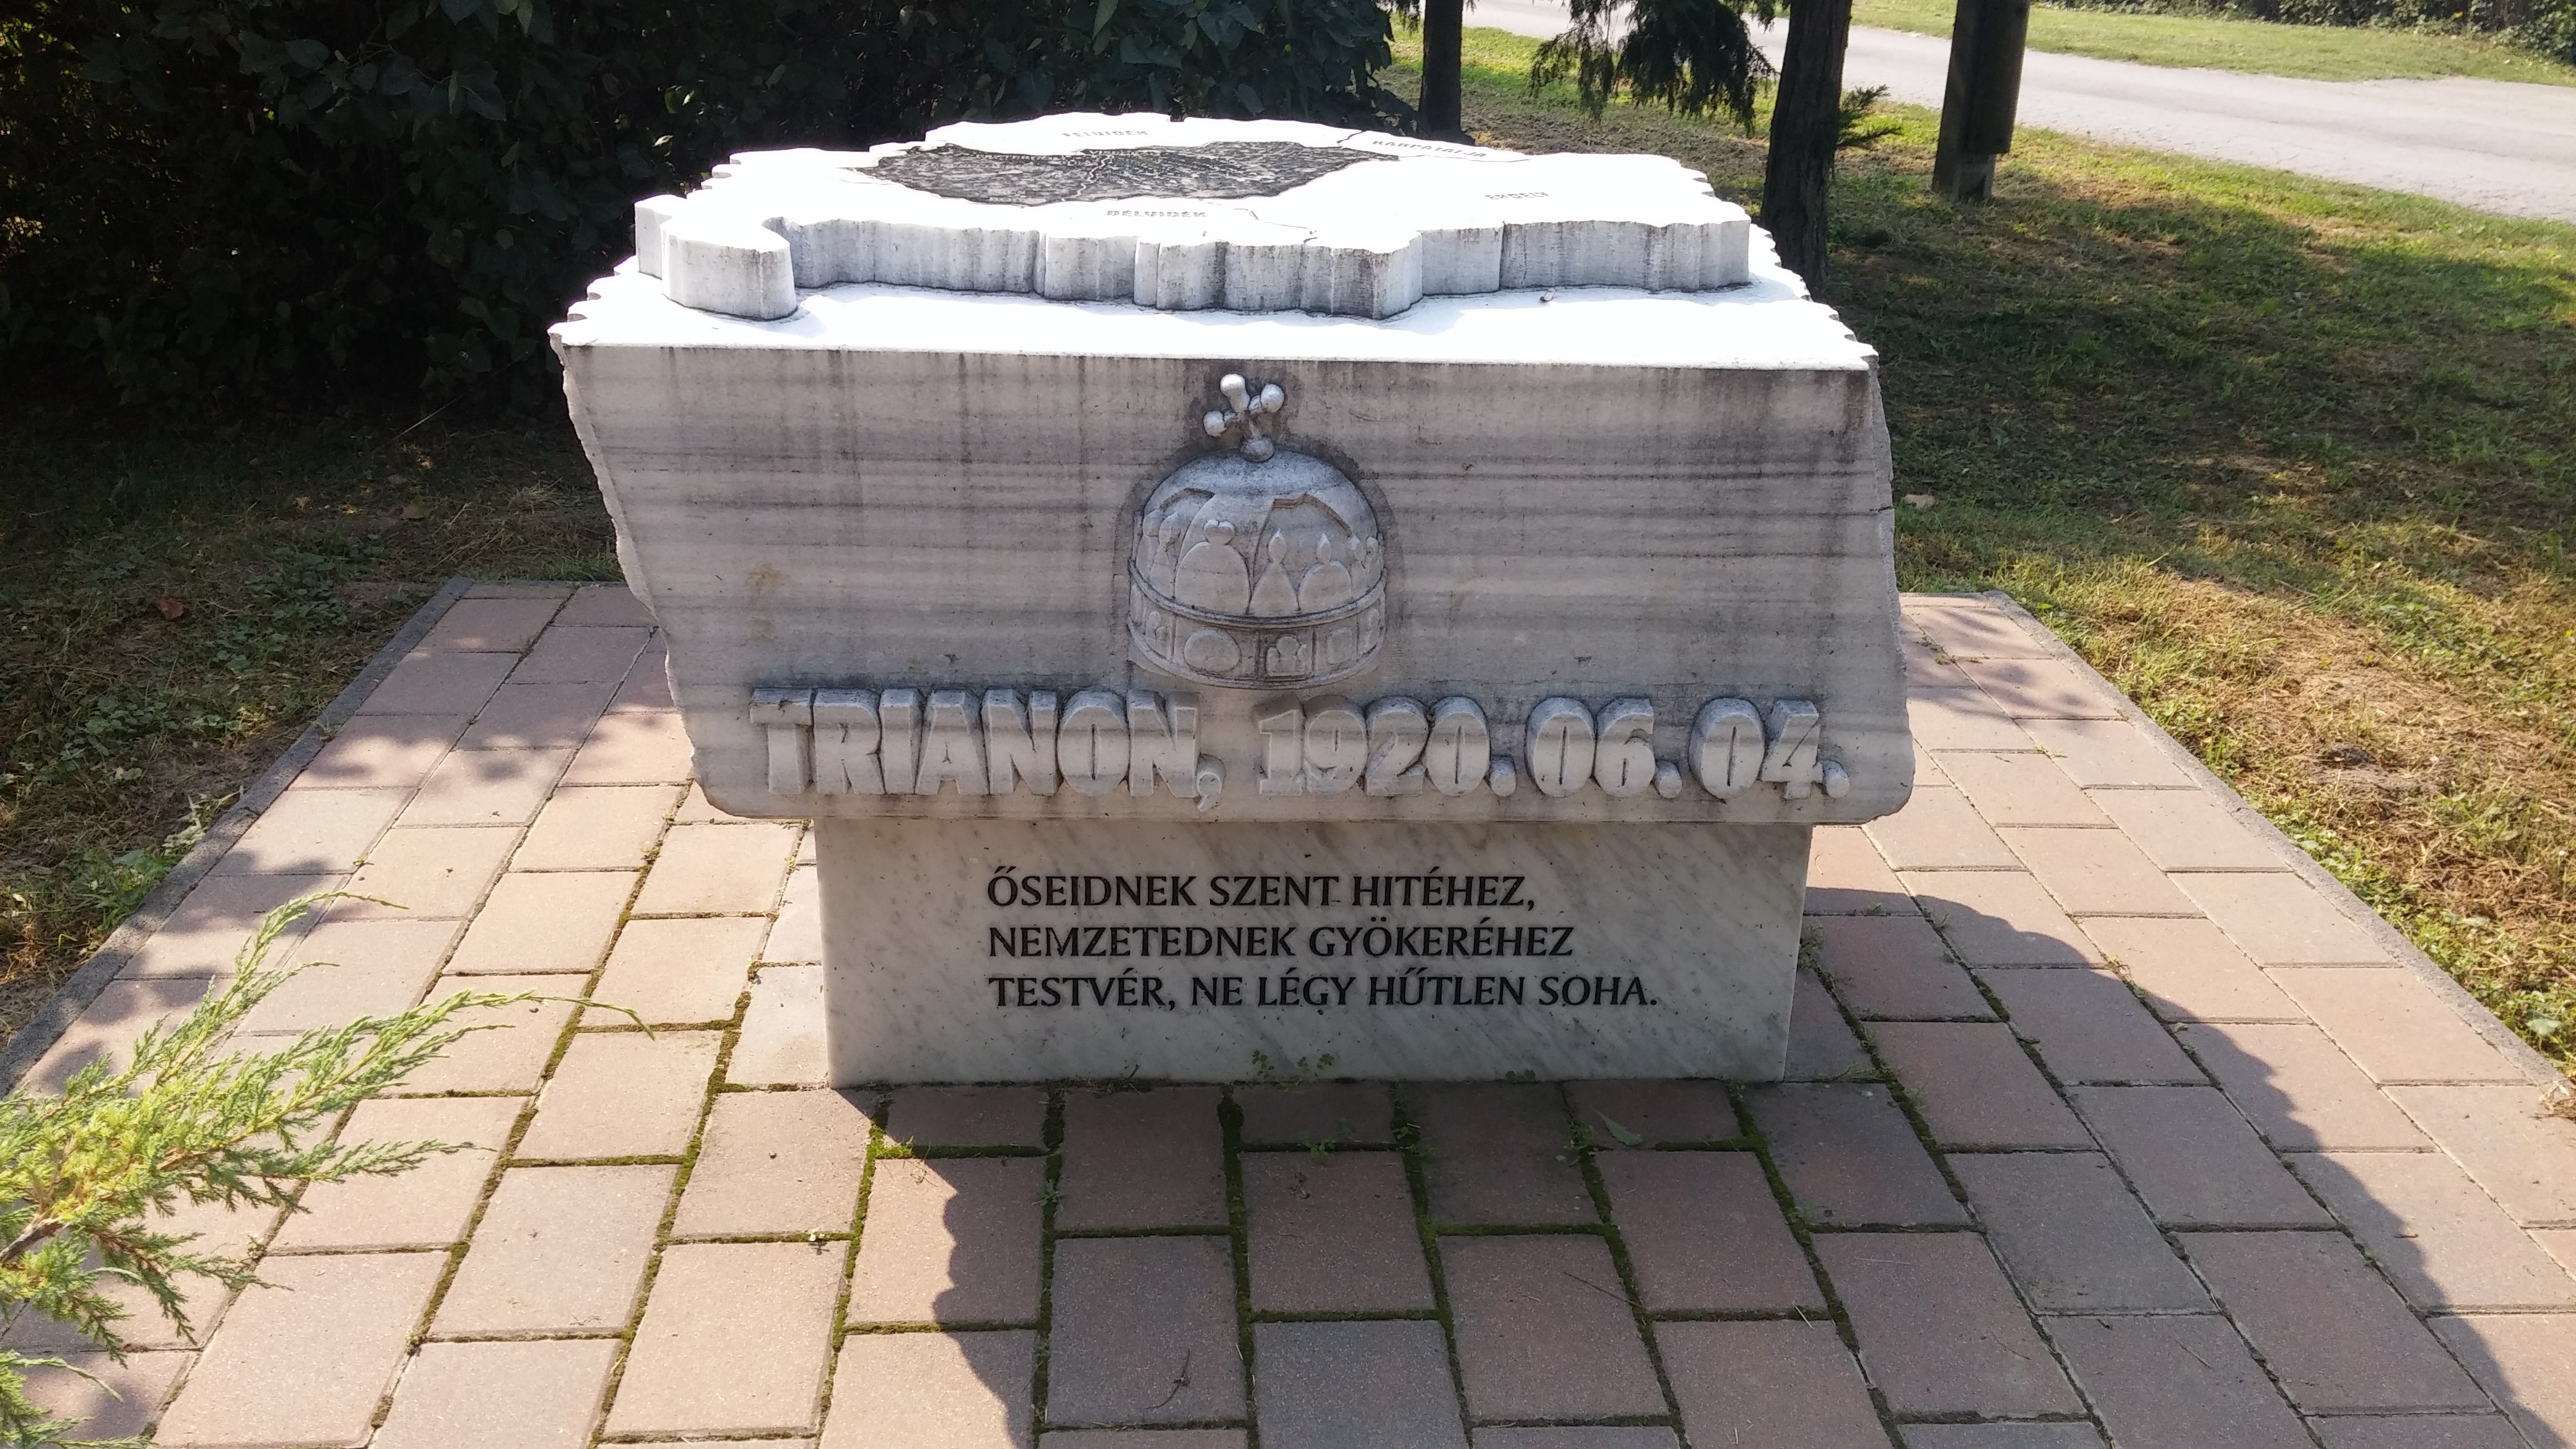 FELVIDÉK
KÁRPÁTALJA
ERDÉLY
DÉLVIDÉK
TRIANON, 1920.06.04.
ŐSEIDNEK SZENT HITÉHEZ,
NEMZETEDNEK GYÖKERÉHEZ
TESTVÉR, NE LÉGY HŰTLEN SOHA.